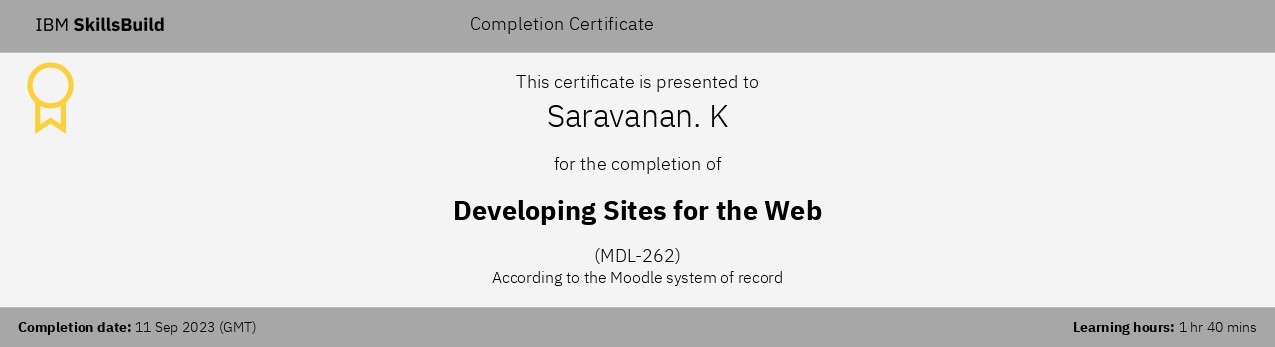 IBM SkillsBuild
Completion Certificate
This certificate is presented to
Saravanan. K
for the completion of
Developing Sites for the Web
(MDL-262)
According to the Moodle system of record
Completion date: 11 Sep 2023 (GMT)
Learning hours: 1 hr 40 mins